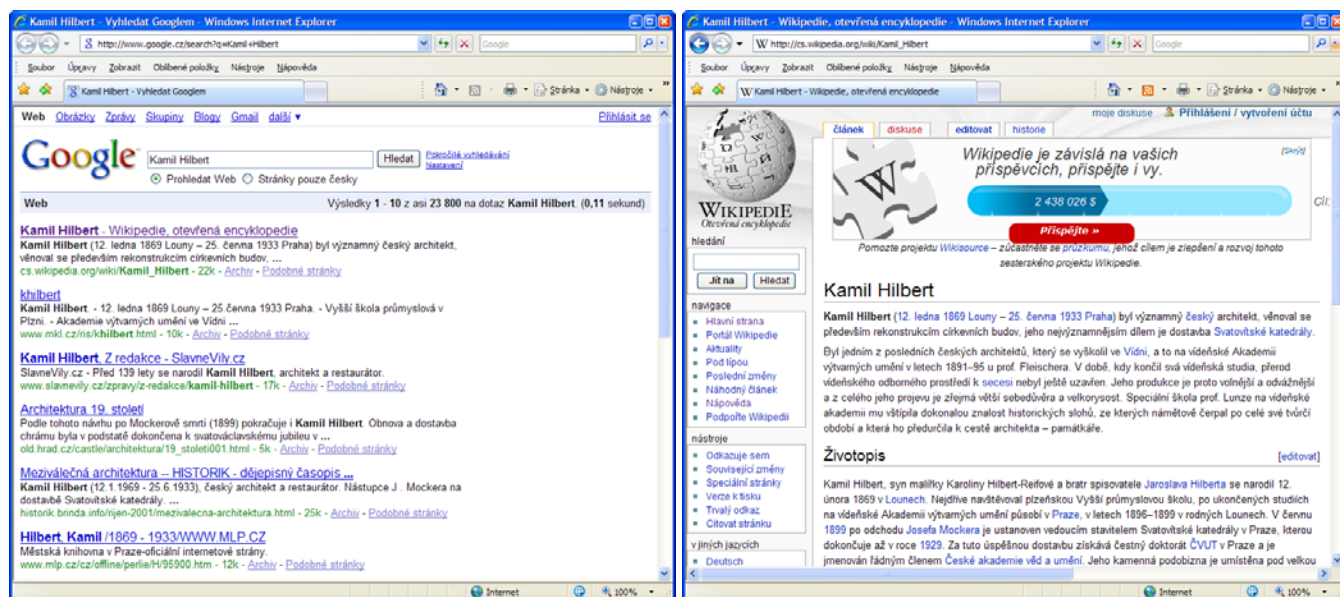 Kamil Hilbert - Vyhledat Googlem - Windows Internet Explorer
http://www.google.cz/search?q=Kamil+Hilbert
Google
Soubor Úpravy Zobrazit Oblíbené položky Nástroje Nápověda
Kamil Hilbert - Vyhledat Googlem
Stránka Nástroje
Web Obrázky Zprávy Skupiny Blogy Gmail další ▼ Přihlásit se
Google
Kamil Hilbert
Hledat
Pokročilé vyhledávání
Nastavení
Prohledat Web Stránky pouze česky
Web Výsledky 1 - 10 z asi 23 800 na dotaz Kamil Hilbert. (0,11 sekund)
Kamil Hilbert - Wikipedie, otevřená encyklopedie
Kamil Hilbert (12. ledna 1869 Louny – 25. června 1933 Praha) byl významný český architekt,
věnoval se především rekonstrukcím církevních budov, ...
cs.wikipedia.org/wiki/Kamil_Hilbert - 22k - Archiv - Podobné stránky
khilbert
Kamil Hilbert. - 12. ledna 1869 Louny – 25.června 1933 Praha. - Vyšší škola průmyslová v
Plzni. - Akademie výtvarných umění ve Vídni ...
www.mkl.cz/ris/khilbert.html - 10k - Archiv - Podobné stránky
Kamil Hilbert, Z redakce - SlavneVily.cz
SlavneVily.cz - Před 139 lety se narodil Kamil Hilbert, architekt a restaurátor.
www.slavnevily.cz/zpravy/z-redakce/kamil-hilbert - 17k - Archiv - Podobné stránky
Architektura 19. století
Podle tohoto návrhu po Mockerově smrti (1899) pokračuje i Kamil Hilbert. Obnova a dostavba
chrámu byla v podstatě dokončena k svatováclavskému jubileu v ...
old.hrad.cz/castle/architektura/19_stoleti001.html - 5k - Archiv - Podobné stránky
Meziválečná architektura -- HISTORIK - dějepisný časopis ...
Kamil Hilbert (12.1.1969 - 25.6.1933), český architekt a restaurátor. Nástupce J . Mockera na
dostavbě Svatovítské katedrály. ...
historik.brinda.info/rijen-2001/mezivalecna-architektura.html - 25k - Archiv - Podobné stránky
Hilbert, Kamil /1869 - 1933/WWW.MLP.CZ
Městská knihovna v Praze-oficiální internetové strány.
www.mlp.cz/cz/offline/perlie/H/95900.htm - 12k - Archiv - Podobné stránky
Internet 100%
Kamil Hilbert - Wikipedie, otevřená encyklopedie - Windows Internet Explorer
http://cs.wikipedia.org/wiki/Kamil_Hilbert
Google
Soubor Úpravy Zobrazit Oblíbené položky Nástroje Nápověda
Kamil Hilbert - Wikipedie, otevřená encyklopedie
Stránka Nástroje
moje diskuse Přihlášení / vytvoření účtu
článek diskuse editovat historie
Wikipedie je závislá na vašich
příspěvcích, přispějte i vy.
[Skrýt]
2 438 026 $
Přispějte »
Pomozte projektu Wikisource – zúčastněte se průzkumu, jehož cílem je zlepšení a rozvoj tohoto
sesterského projektu Wikipedie.
WIKIPEDIE
Otevřená encyklopedie
hledání
Jít na Hledat
navigace
Hlavní strana
Portál Wikipedie
Aktuality
Pod lípou
Poslední změny
Náhodný článek
Nápověda
Podpořte Wikipedii
nástroje
Odkazuje sem
Související změny
Speciální stránky
Verze k tisku
Trvalý odkaz
Citovat stránku
v jiných jazycích
Deutsch
Kamil Hilbert
Kamil Hilbert (12. ledna 1869 Louny – 25. června 1933 Praha) byl významný český architekt, věnoval se
především rekonstrukcím církevních budov, jeho nejvýznamnějším dílem je dostavba Svatovítské katedrály.
Byl jedním z posledních českých architektů, který se vyškolil ve Vídni, a to na vídeňské Akademii
výtvarných umění v letech 1891–95 u prof. Fleischera. V době, kdy končil svá vídeňská studia, přerod
vídeňského odborného prostředí k secesi nebyl ještě uzavřen. Jeho produkce je proto volnější a odvážnější
a z celého jeho projevu je zřejmá větší sebedůvěra a velkorysost. Speciální škola prof. Lunze na vídeňské
akademii mu vštípila dokonalou znalost historických slohů, ze kterých námětově čerpal po celé své tvůrčí
období a která ho předurčila k cestě architekta – památkáře.
Životopis [editovat]
Kamil Hilbert, syn malířky Karoliny Hilbert-Reifové a bratr spisovatele Jaroslava Hilberta se narodil 12.
února 1869 v Lounech. Nejdříve navštěvoval plzeňskou Vyšší průmyslovou školu, po ukončených studiích
na vídeňské Akademii výtvarných umění působí v Praze, v letech 1896–1899 v rodných Lounech. V červnu
1899 po odchodu Josefa Mockera je ustanoven vedoucím stavitelem Svatovítské katedrály v Praze, kterou
dokončuje až v roce 1929. Za tuto úspěšnou dostavbu získává čestný doktorát ČVUT v Praze a je
jmenován řádným členem České akademie věd a umění. Jeho kamenná podobizna je umístěna pod velkou
Internet 100%